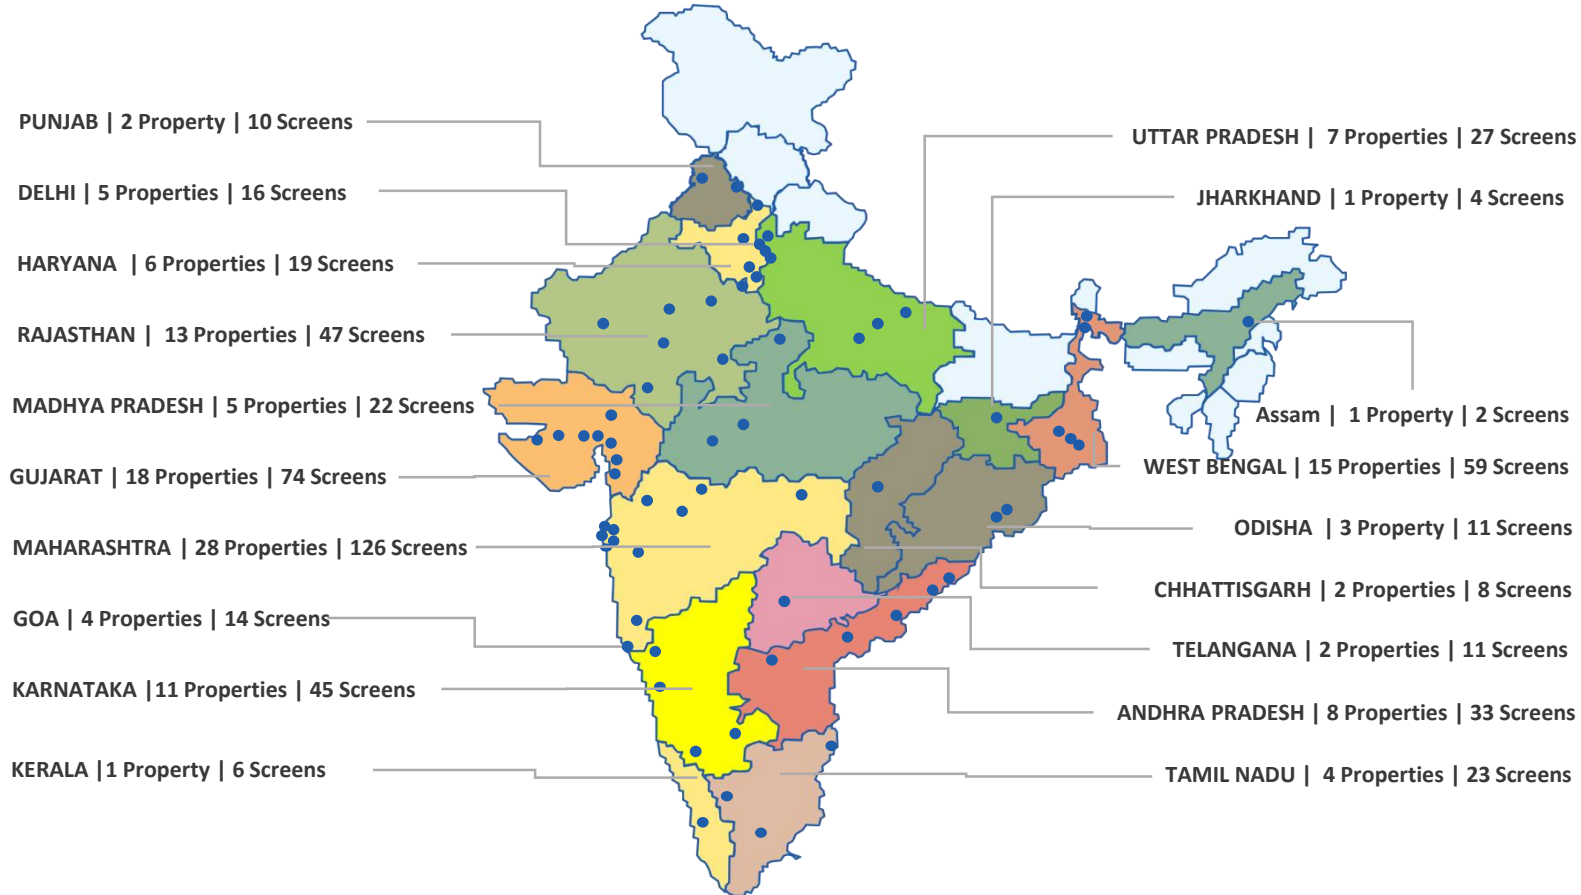 PUNJAB | 2 Property | 10 Screens
DELHI | 5 Properties | 16 Screens
HARYANA | 6 Properties | 19 Screens
RAJASTHAN | 13 Properties | 47 Screens
MADHYA PRADESH | 5 Properties | 22 Screens
GUJARAT | 18 Properties | 74 Screens
MAHARASHTRA | 28 Properties | 126 Screens
GOA | 4 Properties | 14 Screens
KARNATAKA |11 Properties | 45 Screens
KERALA |1 Property | 6 Screens
UTTAR PRADESH | 7 Properties | 27 Screens
JHARKHAND | 1 Property | 4 Screens
Assam | 1 Property | 2 Screens
WEST BENGAL | 15 Properties | 59 Screens
ODISHA | 3 Property | 11 Screens
CHHATTISGARH | 2 Properties | 8 Screens
TELANGANA | 2 Properties | 11 Screens
ANDHRA PRADESH | 8 Properties | 33 Screens
TAMIL NADU | 4 Properties | 23 Screens